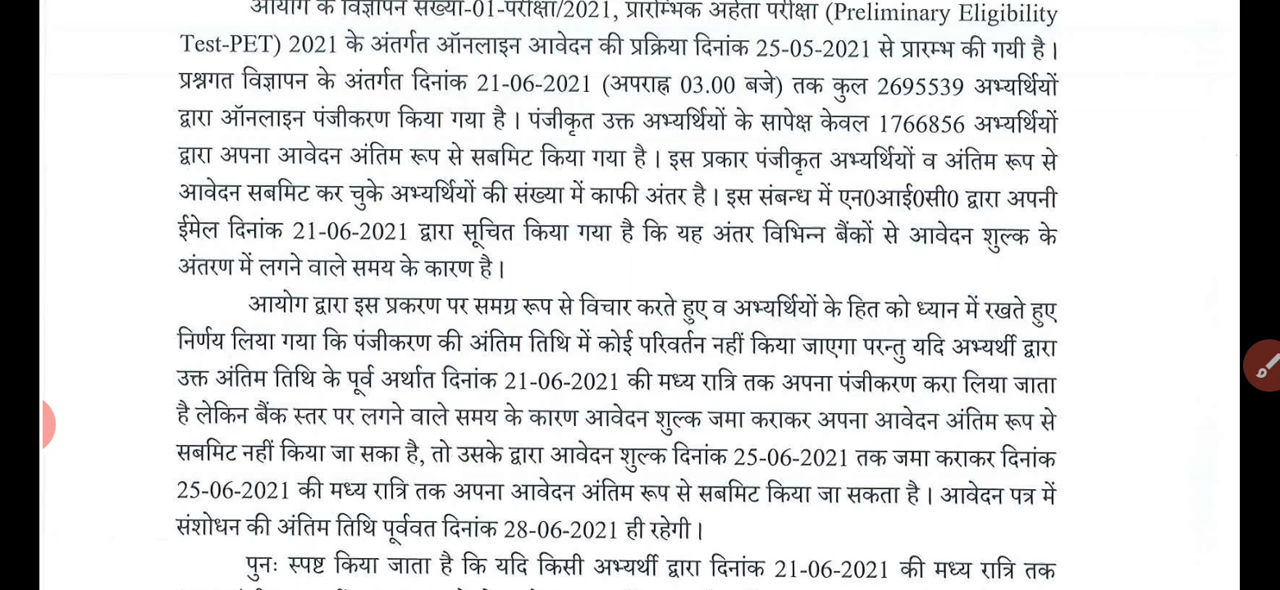 आयोग के विज्ञापन संख्या-01-परीक्षा/2021, प्रारम्भिक अर्हता परीक्षा (Preliminary Eligibility
Test-PET) 2021 के अंतर्गत ऑनलाइन आवेदन की प्रक्रिया दिनांक 25-05-2021 से प्रारम्भ की गयी है।
प्रश्नगत विज्ञापन के अंतर्गत दिनांक 21-06-2021 (अपराह्न 03.00 बजे) तक कुल 2695539 अभ्यर्थियों
द्वारा ऑनलाइन पंजीकरण किया गया है। पंजीकृत उक्त अभ्यर्थियों के सापेक्ष केवल 1766856 अभ्यर्थियों
द्वारा अपना आवेदन अंतिम रूप से सबमिट किया गया है। इस प्रकार पंजीकृत अभ्यर्थियों व अंतिम रूप से
आवेदन सबमिट कर चुके अभ्यर्थियों की संख्या में काफी अंतर है। इस संबन्ध में एन0आई0सी0 द्वारा अपनी
ईमेल दिनांक 21-06-2021 द्वारा सूचित किया गया है कि यह अंतर विभिन्न बैंकों से आवेदन शुल्क के
अंतरण में लगने वाले समय के कारण है।
आयोग द्वारा इस प्रकरण पर समग्र रूप से विचार करते हुए व अभ्यर्थियों के हित को ध्यान में रखते हुए
निर्णय लिया गया कि पंजीकरण की अंतिम तिथि में कोई परिवर्तन नहीं किया जाएगा परन्तु यदि अभ्यर्थी द्वारा
उक्त अंतिम तिथि के पूर्व अर्थात दिनांक 21-06-2021 की मध्य रात्रि तक अपना पंजीकरण करा लिया जाता
है लेकिन बैंक स्तर पर लगने वाले समय के कारण आवेदन शुल्क जमा कराकर अपना आवेदन अंतिम रूप से
सबमिट नहीं किया जा सका है, तो उसके द्वारा आवेदन शुल्क दिनांक 25-06-2021 तक जमा कराकर दिनांक
25-06-2021 की मध्य रात्रि तक अपना आवेदन अंतिम रूप से सबमिट किया जा सकता है। आवेदन पत्र में
संशोधन की अंतिम तिथि पूर्ववत दिनांक 28-06-2021 ही रहेगी।
पुनः स्पष्ट किया जाता है कि यदि किसी अभ्यर्थी द्वारा दिनांक 21-06-2021 की मध्य रात्रि तक